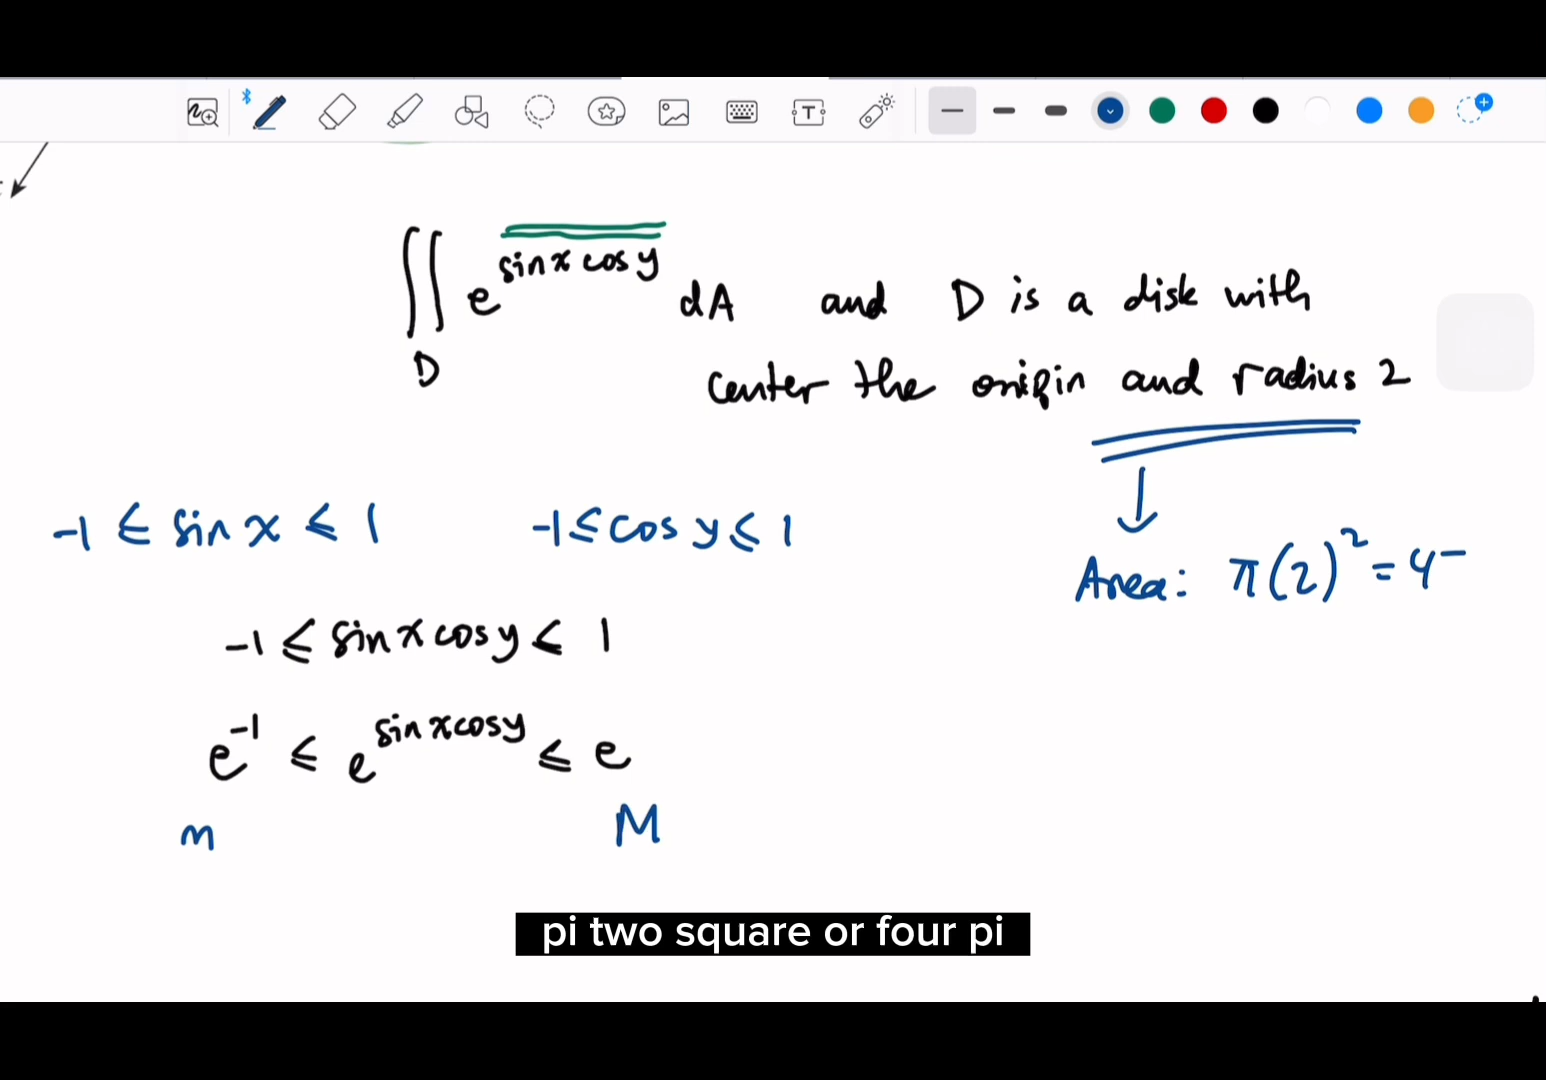 ∬ e^{sin x cos y} dA and D is a disk with
D
center the origin and radius 2
-1 ≤ sin x ≤ 1 -1 ≤ cos y ≤ 1
Area: π(2)² = 4
-1 ≤ sin x cos y ≤ 1
e^{-1} ≤ e^{sin x cos y} ≤ e
m M
pi two square or four pi